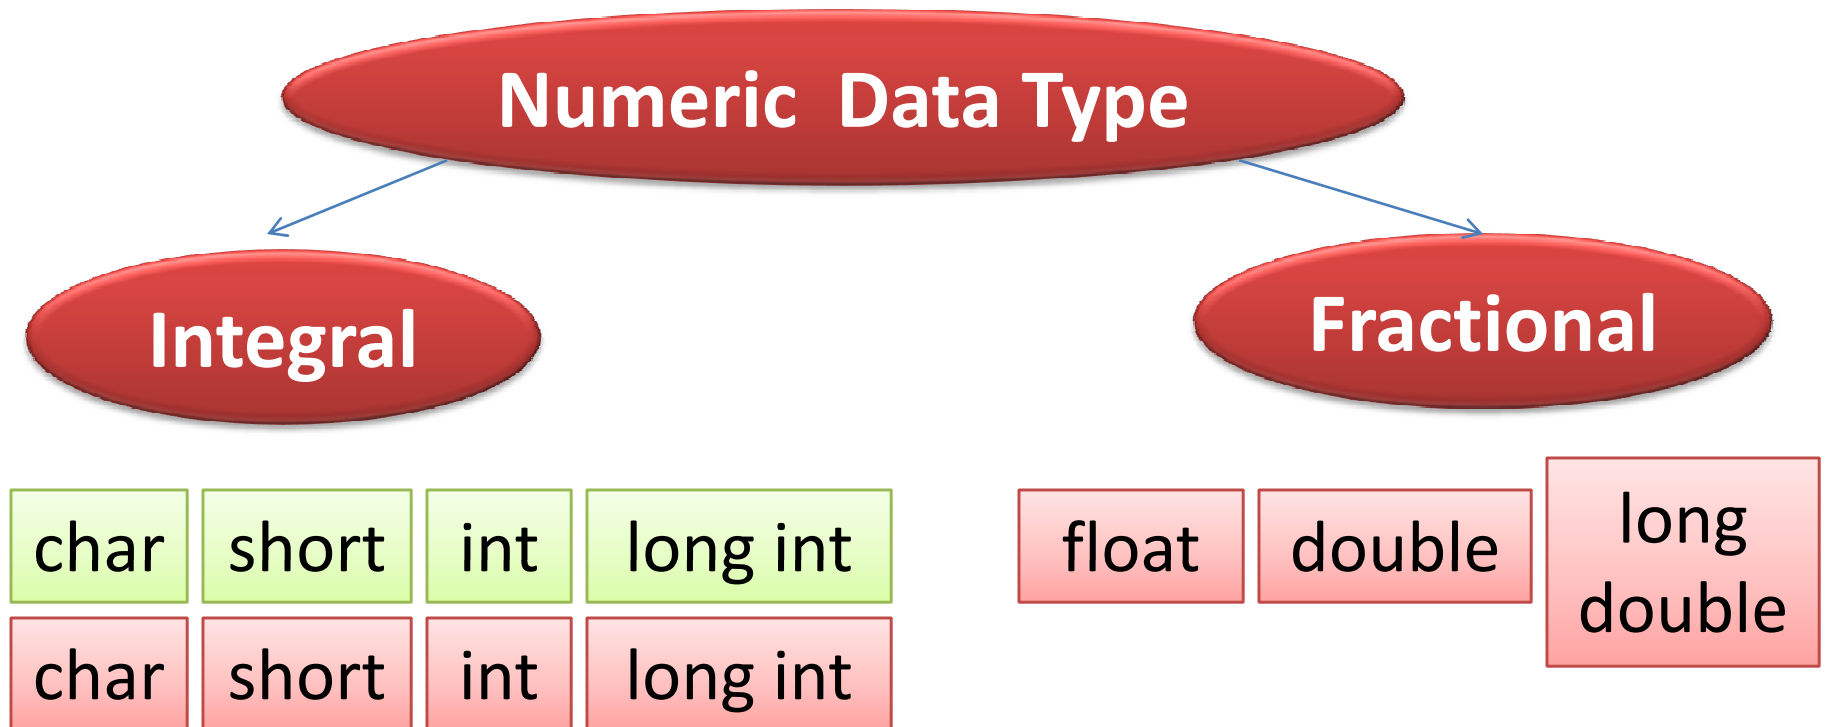 Numeric  Data Type
Integral
Fractional
char short int long int
float double long
double
char short int long int